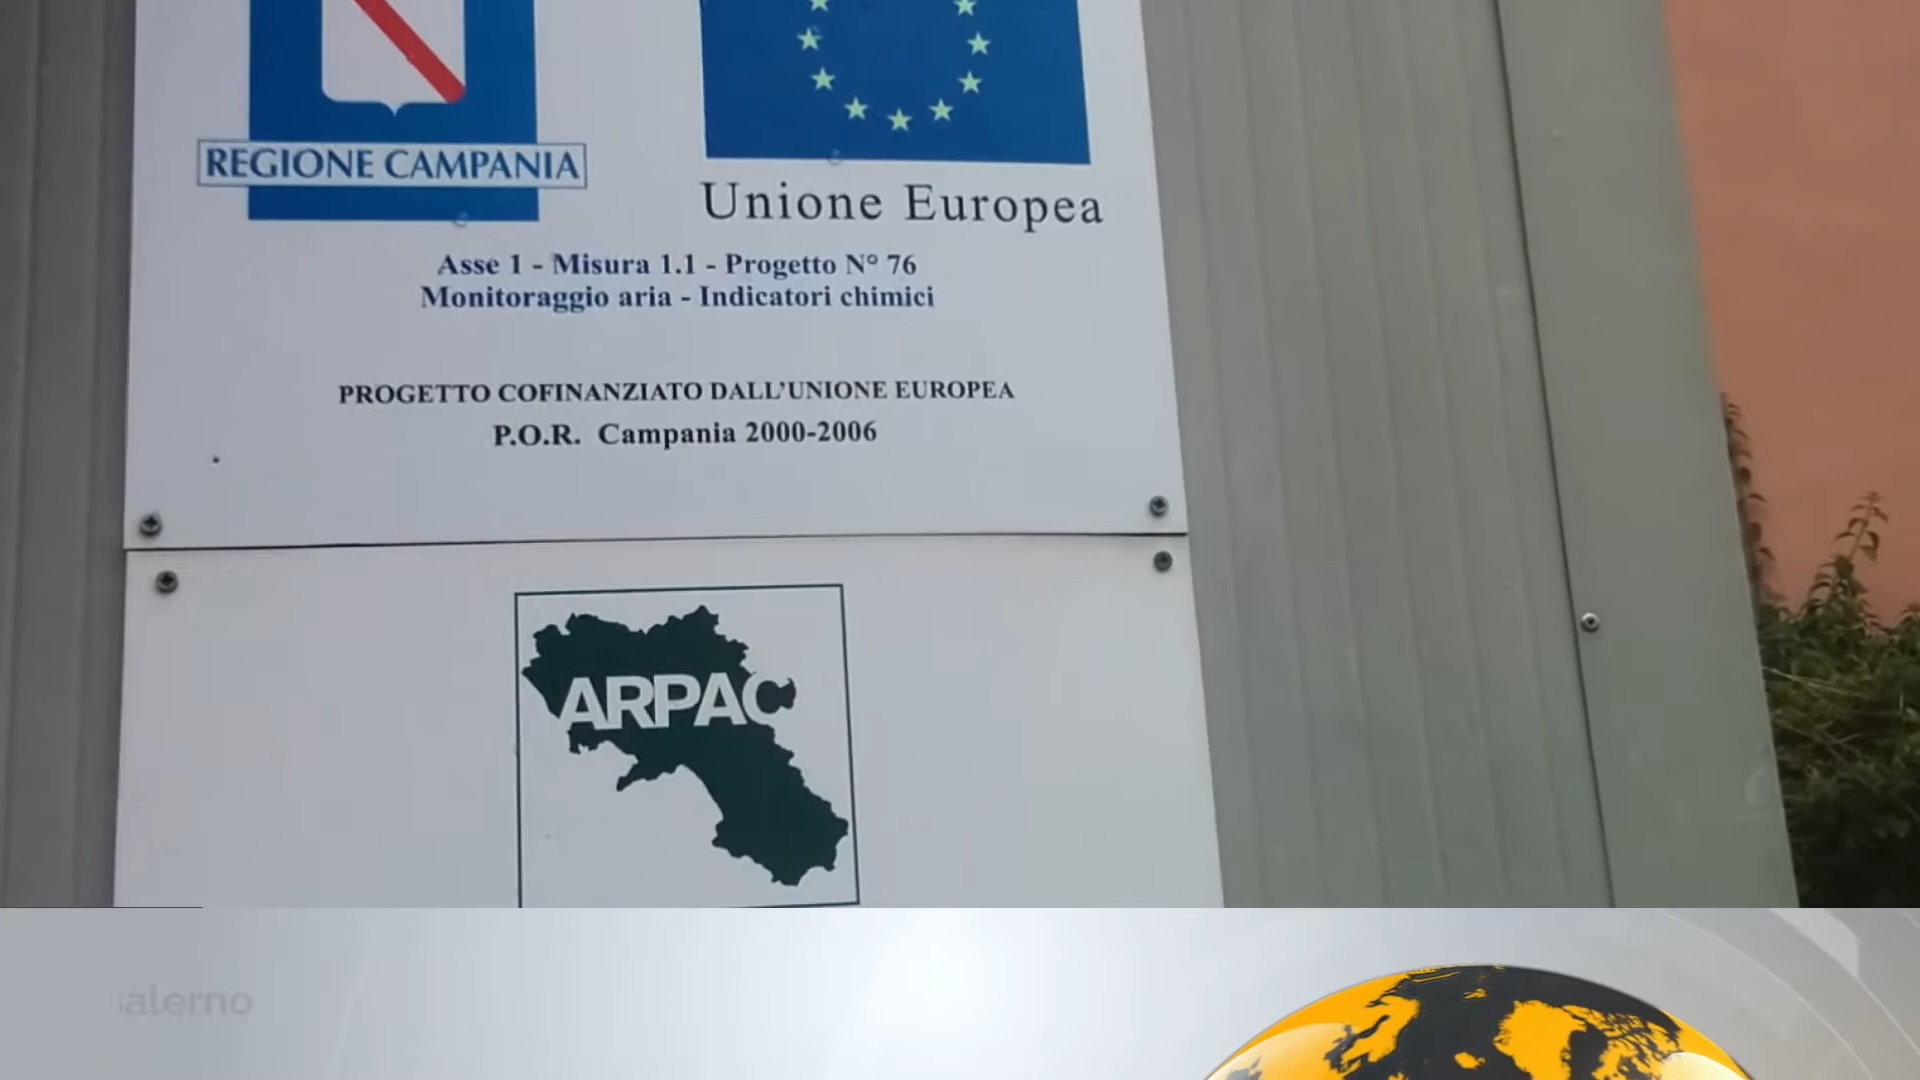 REGIONE CAMPANIA
Unione Europea
Asse 1 - Misura 1.1 - Progetto N° 76
Monitoraggio aria - Indicatori chimici
PROGETTO COFINANZIATO DALL'UNIONE EUROPEA
P.O.R. Campania 2000-2006
ARPAC
alerno